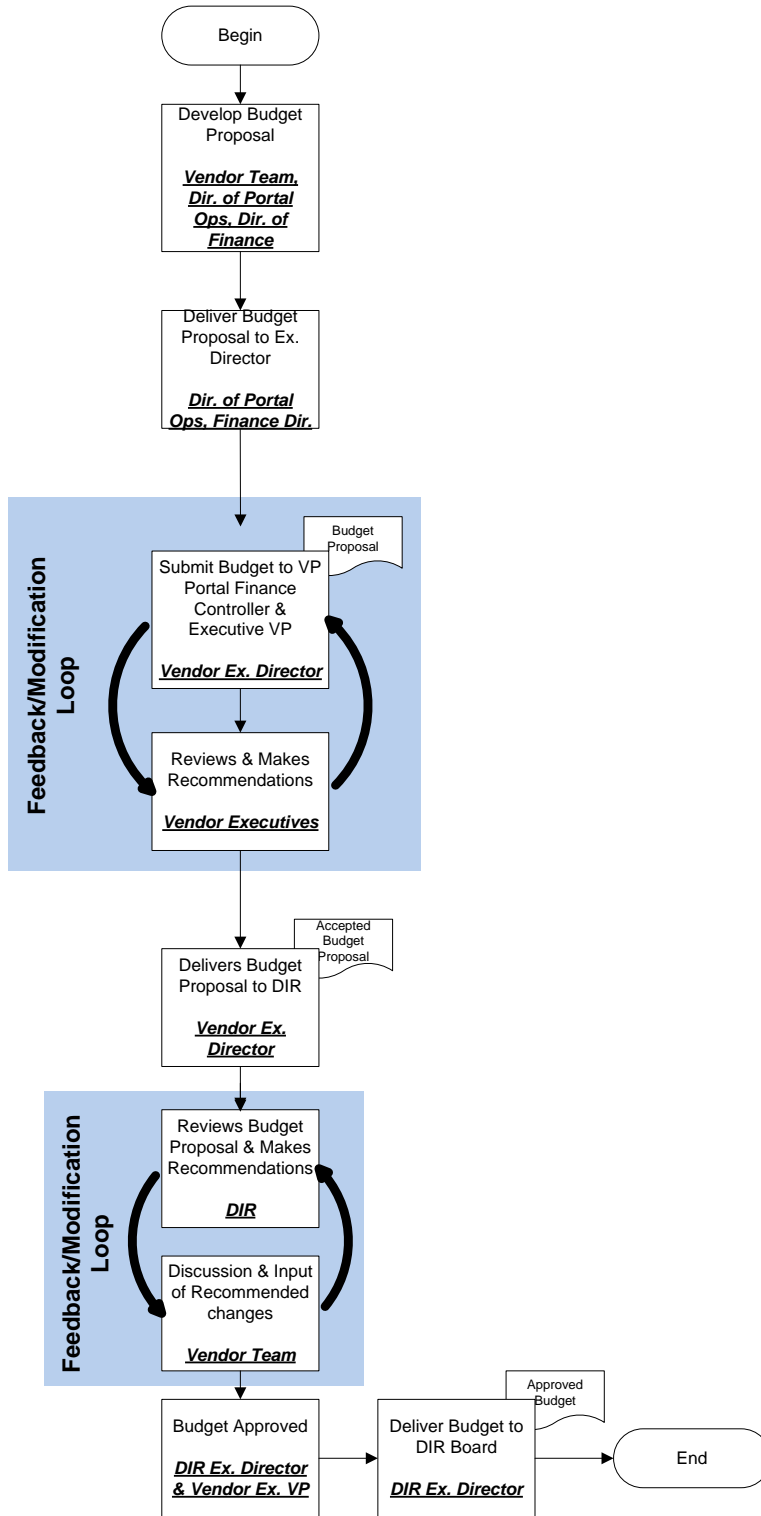 Begin
Develop Budget
Proposal
Vendor Team,
Dir. of Portal
Ops, Dir. of
Finance
Deliver Budget
Proposal to Ex.
Director
Dir. of Portal
Ops, Finance Dir.
Feedback/Modification
Loop
Budget
Proposal
Submit Budget to VP
Portal Finance
Controller &
Executive VP
Vendor Ex. Director
Reviews & Makes
Recommendations
Vendor Executives
Accepted
Budget
Proposal
Delivers Budget
Proposal to DIR
Vendor Ex.
Director
Feedback/Modification
Loop
Reviews Budget
Proposal & Makes
Recommendations
DIR
Discussion & Input
of Recommended
changes
Vendor Team
Budget Approved
DIR Ex. Director
& Vendor Ex. VP
Approved
Budget
Deliver Budget to
DIR Board
DIR Ex. Director
End